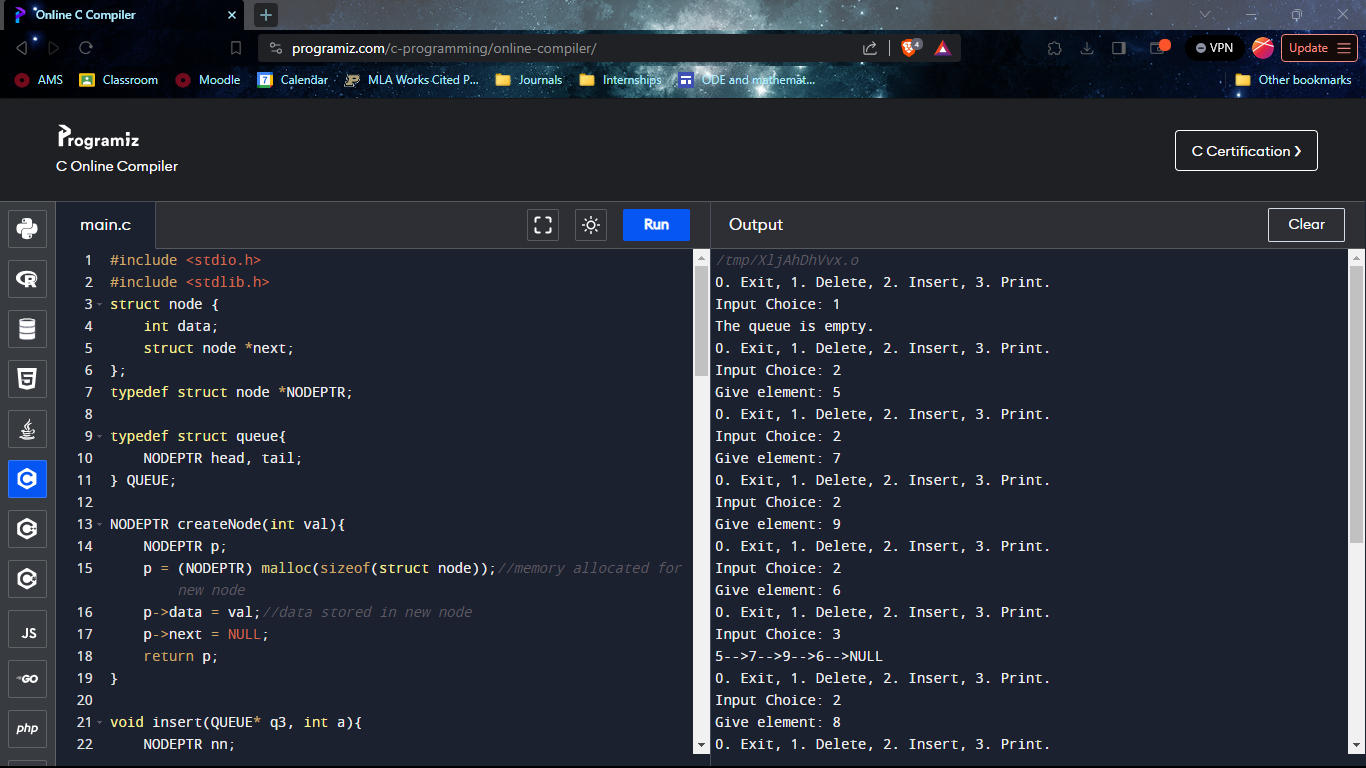 Online C Compiler
programiz.com/c-programming/online-compiler/
4
VPN
Update
AMS
Classroom
Moodle
7
Calendar
MLA Works Cited P...
Journals
Internships
ODE and mathemat...
Other bookmarks
Programiz
C Online Compiler
C Certification ❯
main.c
Run
Output
Clear
R
5
C
C
C
JS
GO
php
1 #include <stdio.h>
2 #include <stdlib.h>
3 struct node {
4 int data;
5 struct node *next;
6 };
7 typedef struct node *NODEPTR;
8
9 typedef struct queue{
10 NODEPTR head, tail;
11 } QUEUE;
12
13 NODEPTR createNode(int val){
14 NODEPTR p;
15 p = (NODEPTR) malloc(sizeof(struct node));//memory allocated for
new node
16 p->data = val;//data stored in new node
17 p->next = NULL;
18 return p;
19 }
20
21 void insert(QUEUE* q3, int a){
22 NODEPTR nn;
/tmp/XljAhDhVvx.o
0. Exit, 1. Delete, 2. Insert, 3. Print.
Input Choice: 1
The queue is empty.
0. Exit, 1. Delete, 2. Insert, 3. Print.
Input Choice: 2
Give element: 5
0. Exit, 1. Delete, 2. Insert, 3. Print.
Input Choice: 2
Give element: 7
0. Exit, 1. Delete, 2. Insert, 3. Print.
Input Choice: 2
Give element: 9
0. Exit, 1. Delete, 2. Insert, 3. Print.
Input Choice: 2
Give element: 6
0. Exit, 1. Delete, 2. Insert, 3. Print.
Input Choice: 3
5-->7-->9-->6-->NULL
0. Exit, 1. Delete, 2. Insert, 3. Print.
Input Choice: 2
Give element: 8
0. Exit, 1. Delete, 2. Insert, 3. Print.